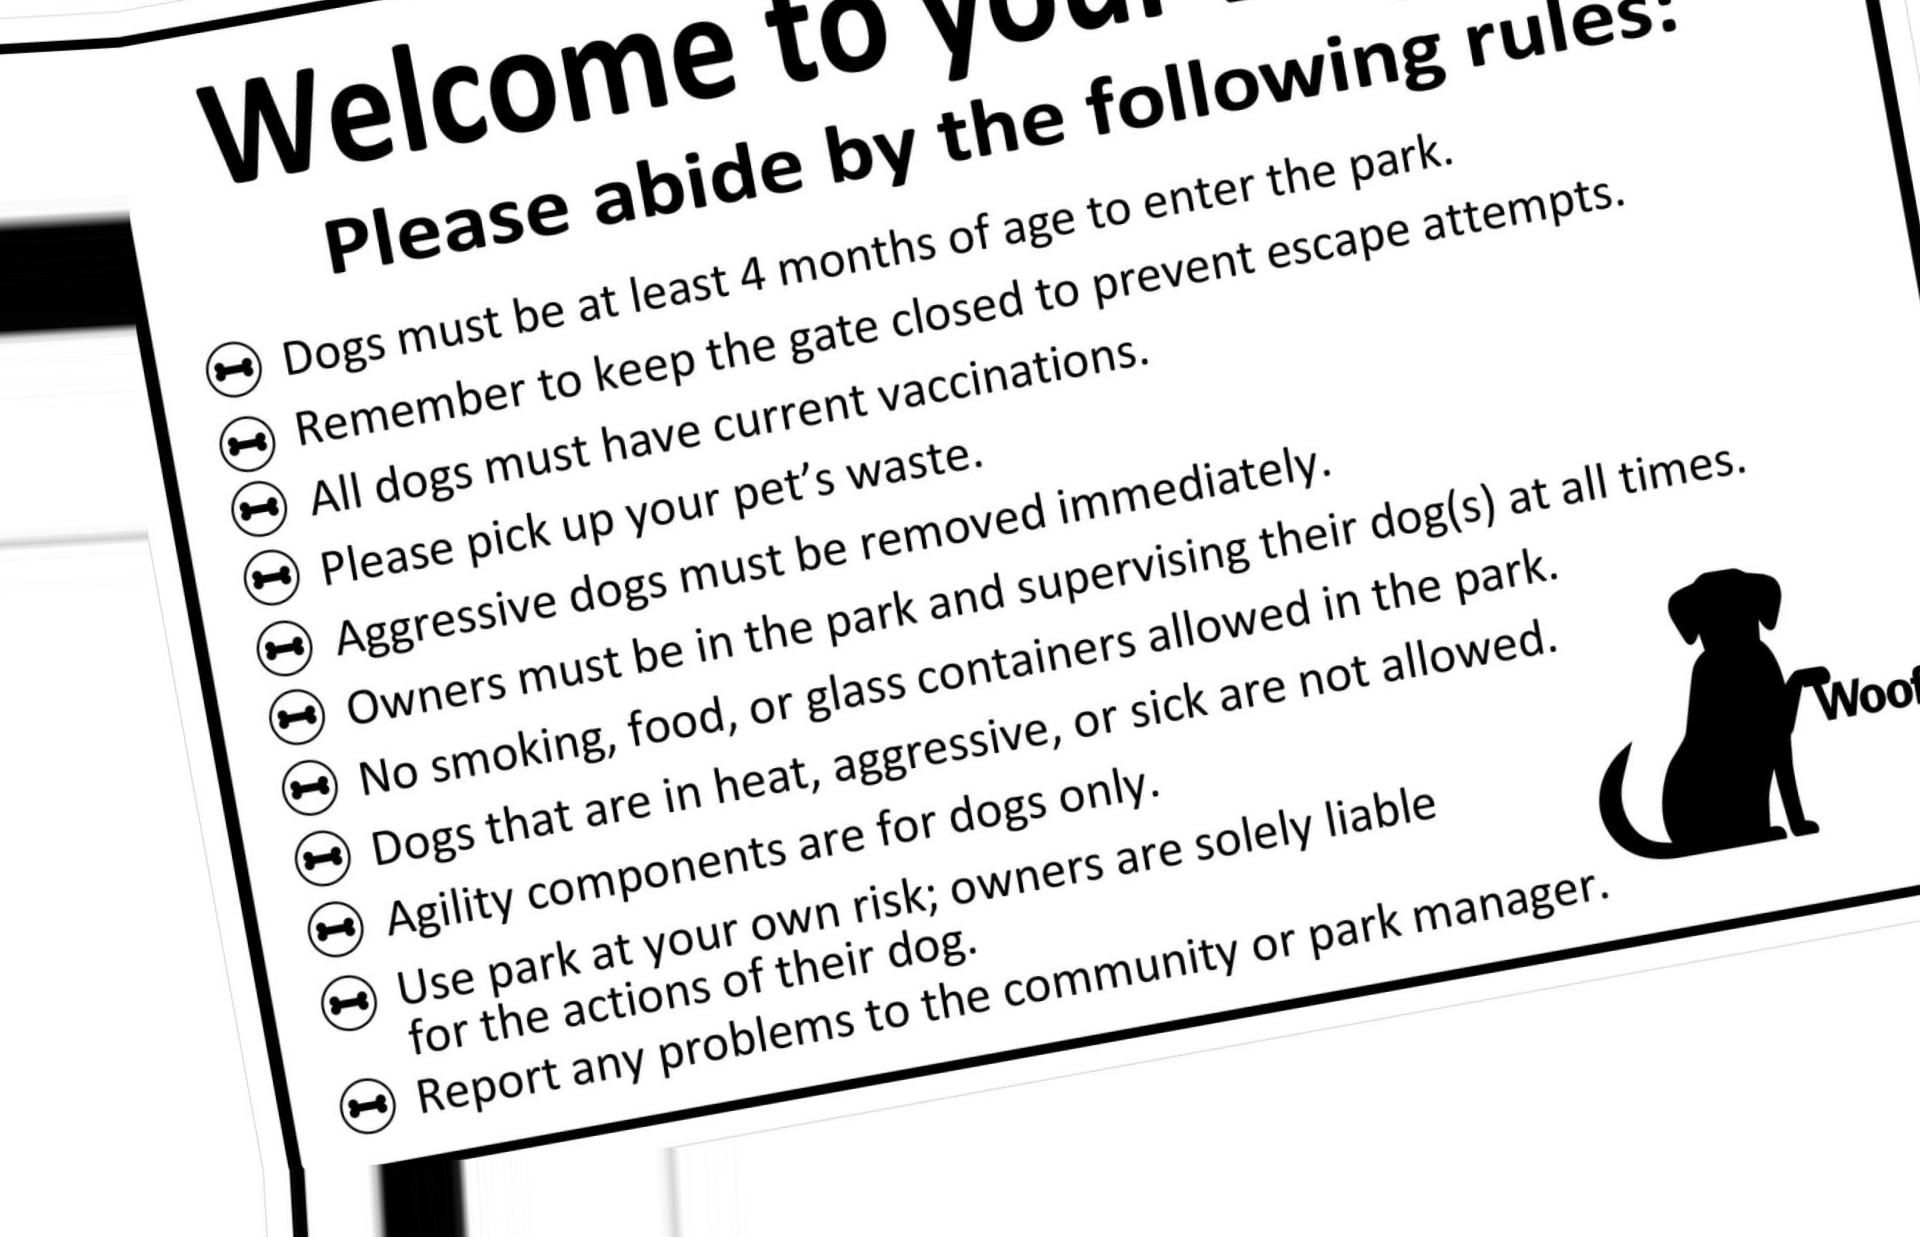 Welcome to your
Please abide by the following rules:
Dogs must be at least 4 months of age to enter the park.
Remember to keep the gate closed to prevent escape attempts.
All dogs must have current vaccinations.
Please pick up your pet’s waste.
Aggressive dogs must be removed immediately.
Owners must be in the park and supervising their dog(s) at all times.
No smoking, food, or glass containers allowed in the park.
Dogs that are in heat, aggressive, or sick are not allowed.
Agility components are for dogs only.
Use park at your own risk; owners are solely liable
for the actions of their dog.
Report any problems to the community or park manager.
Woof